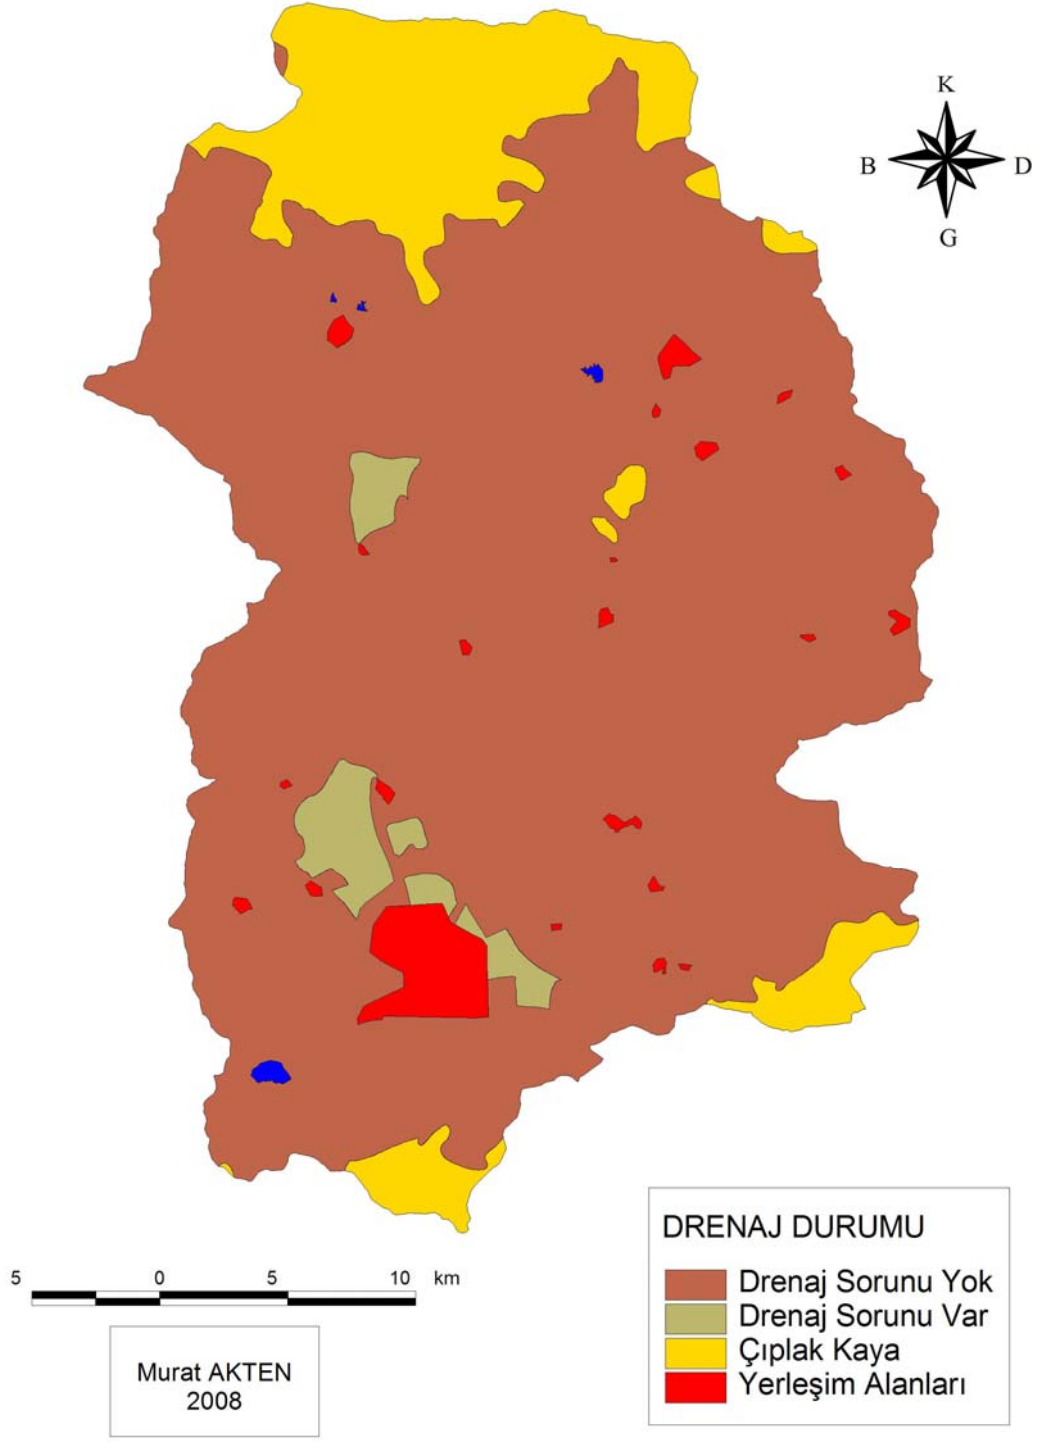 K
B D
G
DRENAJ DURUMU
Drenaj Sorunu Yok
Drenaj Sorunu Var
Çıplak Kaya
Yerleşim Alanları
5 0 5 10 km
Murat AKTEN
2008